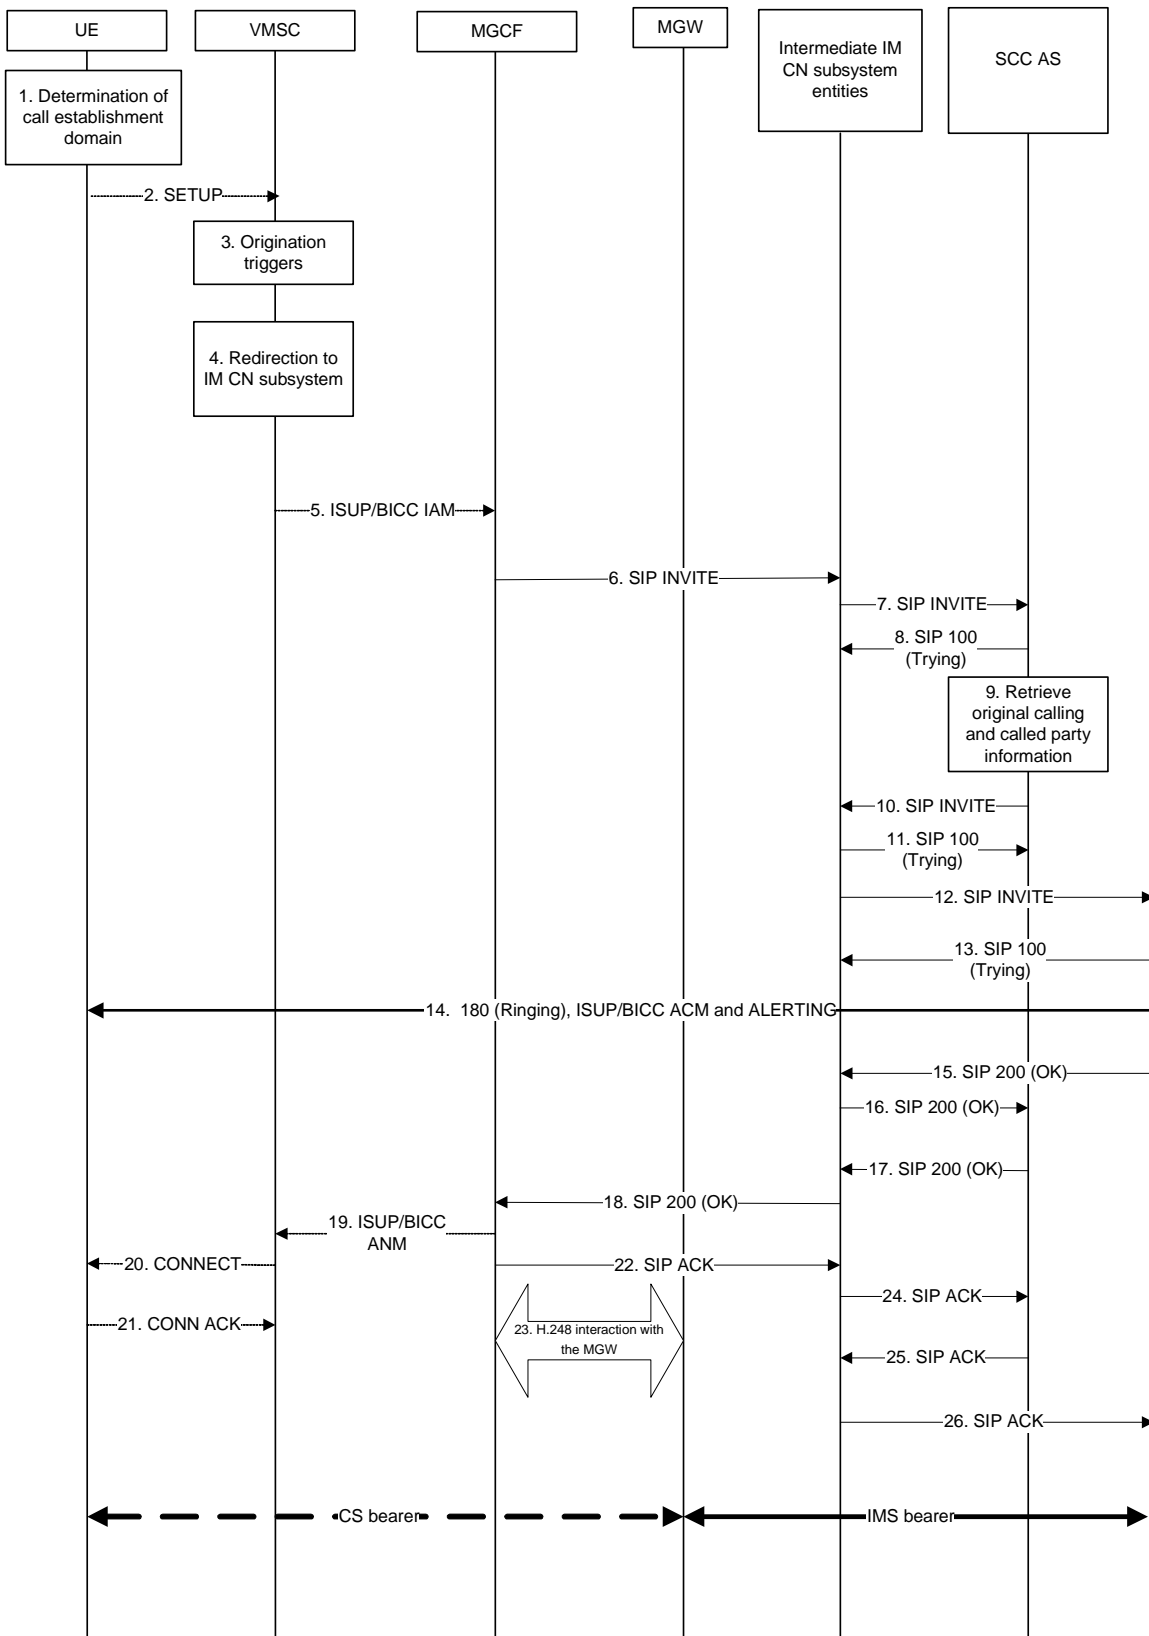 UE
VMSC
MGCF
MGW
Intermediate IM
CN subsystem
entities
SCC AS
1. Determination of
call establishment
domain
2. SETUP
3. Origination
triggers
4. Redirection to
IM CN subsystem
5. ISUP/BICC IAM
6. SIP INVITE
7. SIP INVITE
8. SIP 100
(Trying)
9. Retrieve
original calling
and called party
information
10. SIP INVITE
11. SIP 100
(Trying)
12. SIP INVITE
13. SIP 100
(Trying)
14. 180 (Ringing), ISUP/BICC ACM and ALERTING
15. SIP 200 (OK)
16. SIP 200 (OK)
17. SIP 200 (OK)
18. SIP 200 (OK)
19. ISUP/BICC
ANM
20. CONNECT
22. SIP ACK
24. SIP ACK
21. CONN ACK
23. H.248 interaction with
the MGW
25. SIP ACK
26. SIP ACK
CS bearer
IMS bearer